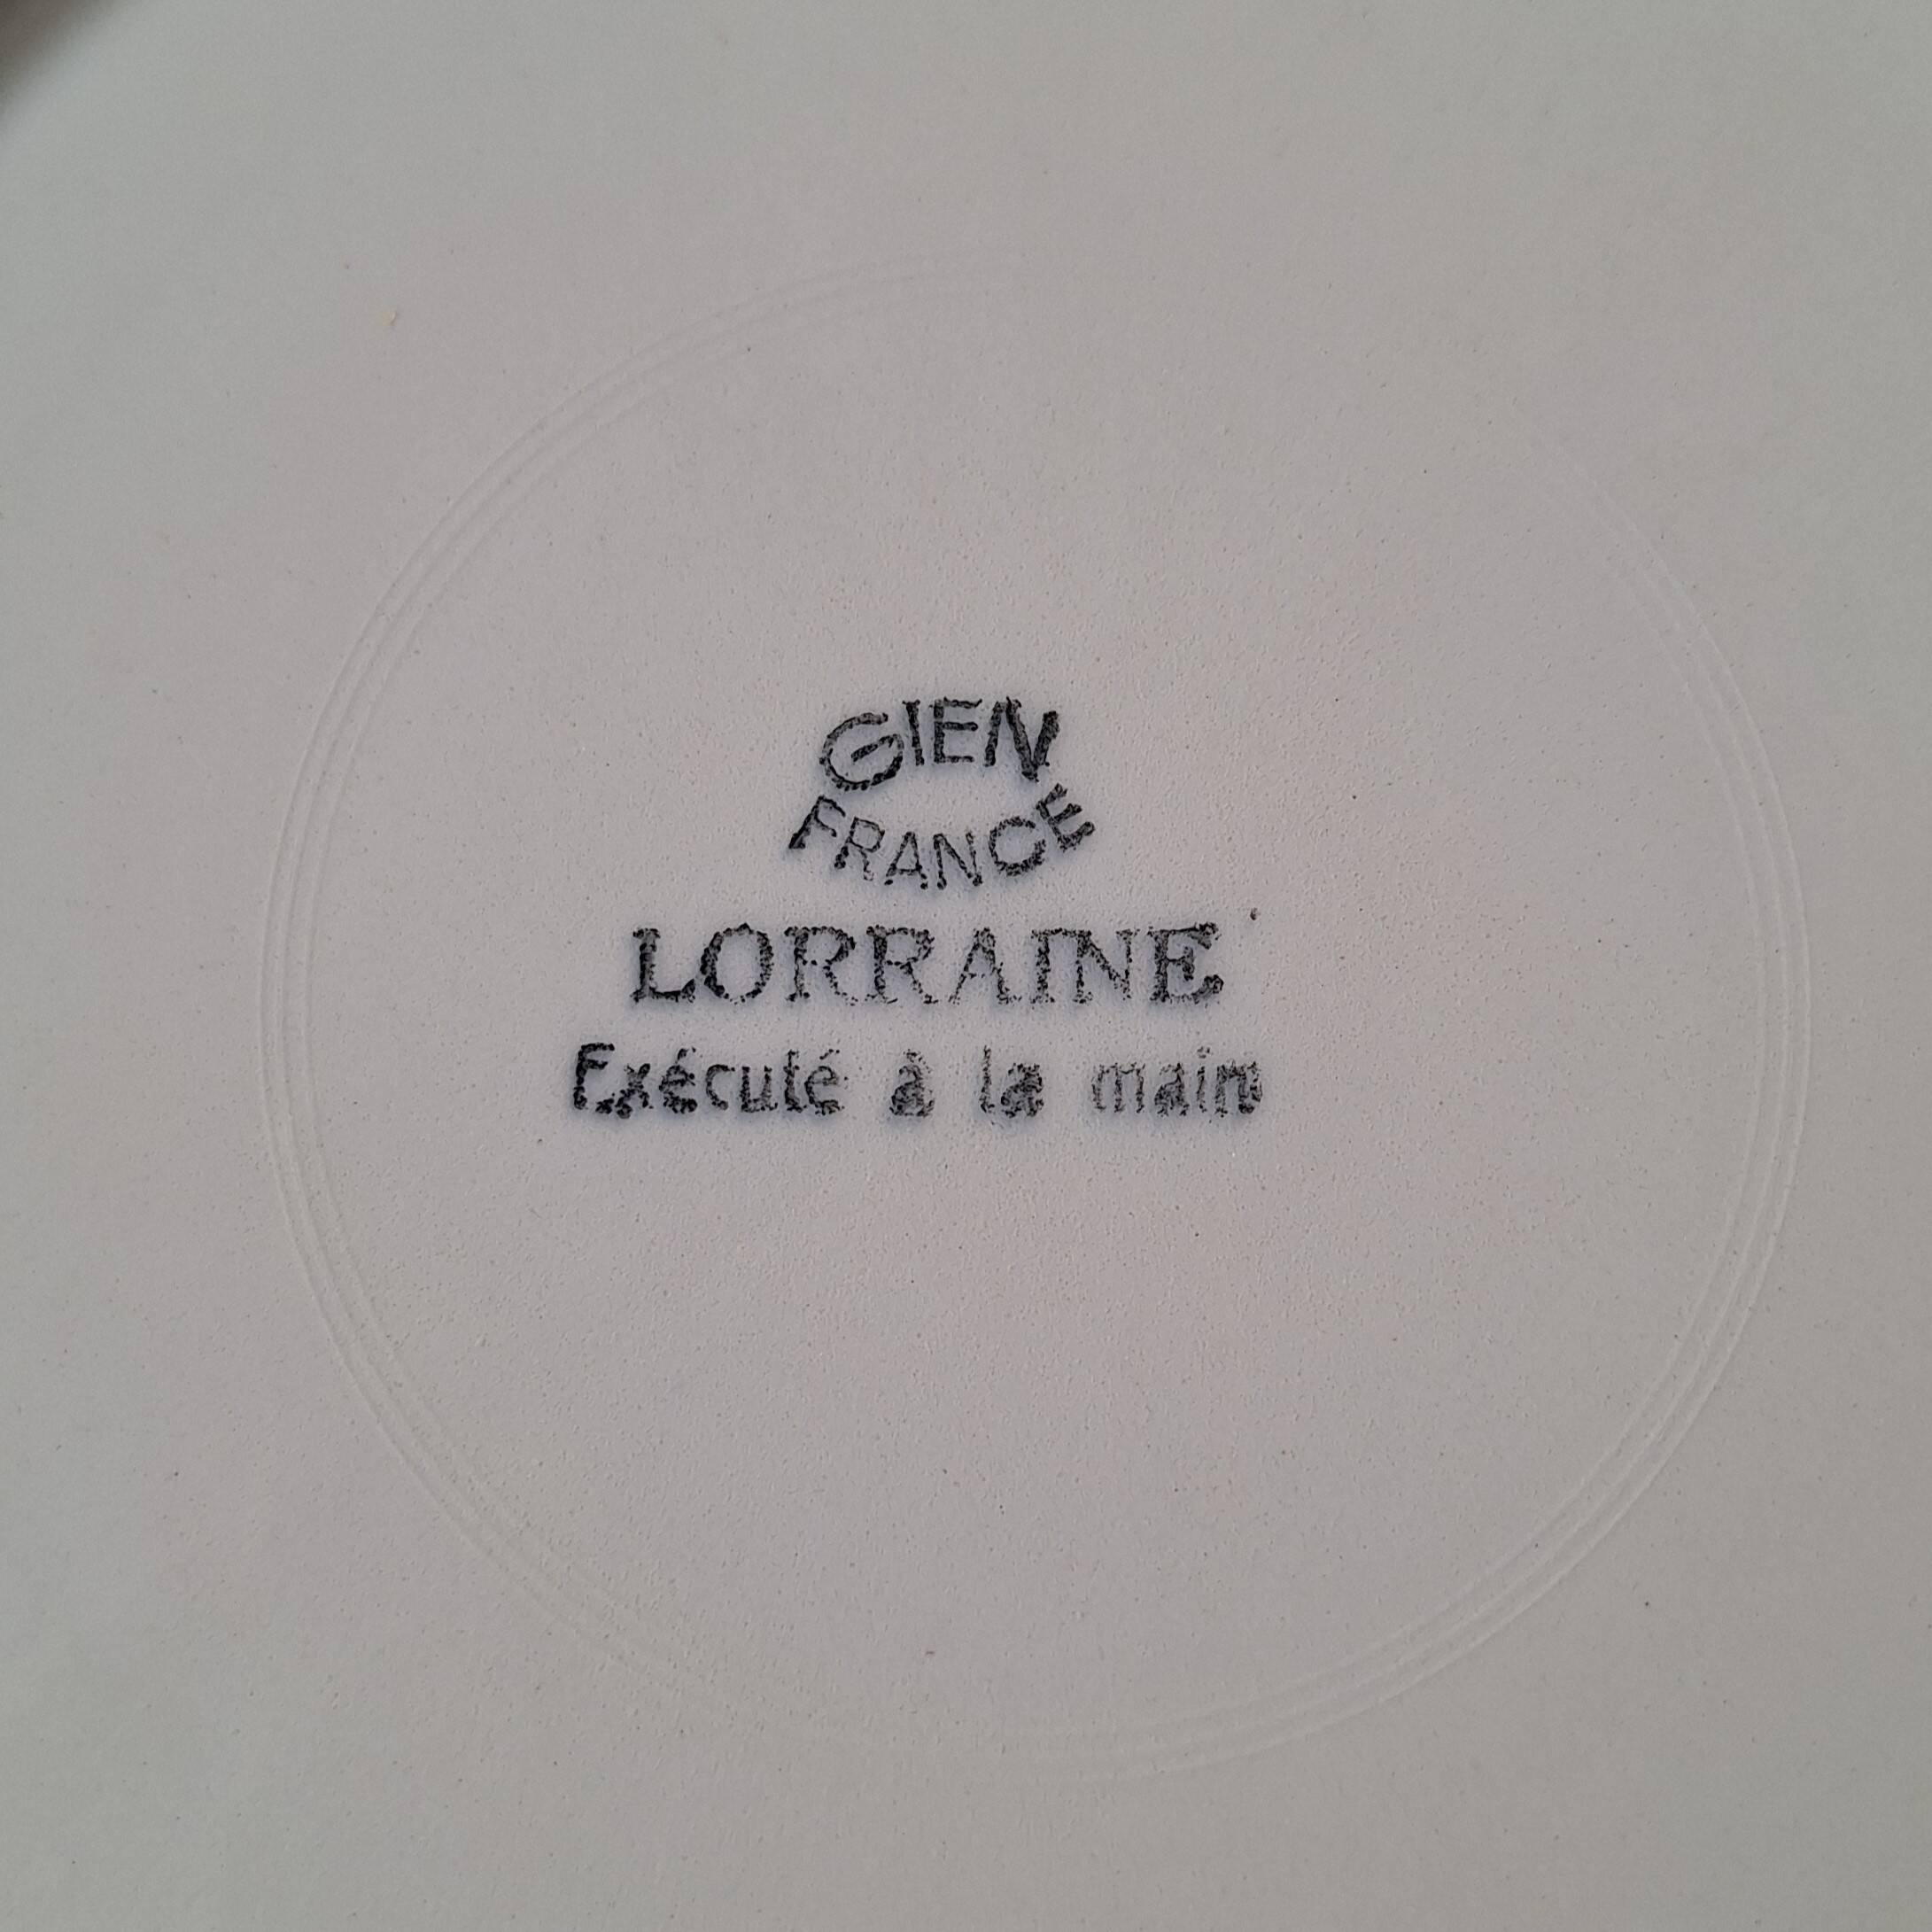 GIEN
FRANCE
LORRAINE
Exécuté à la main